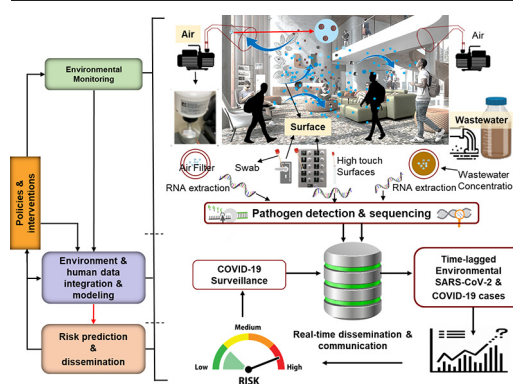 Environmental
Monitoring
Policies &
interventions
Environment &
human data
integration &
modeling
Risk prediction
&
dissemination
Air
Air
Surface
Wastewater
Air Filter
Swab
High touch
Surfaces
RNA extraction
RNA extraction
Wastewater
Concentration
Pathogen detection & sequencing
COVID-19
Surveillance
Time-lagged
Environmental
SARS-CoV-2 &
COVID-19 cases
Real-time dissemination &
communication
Low
Medium
High
RISK
?